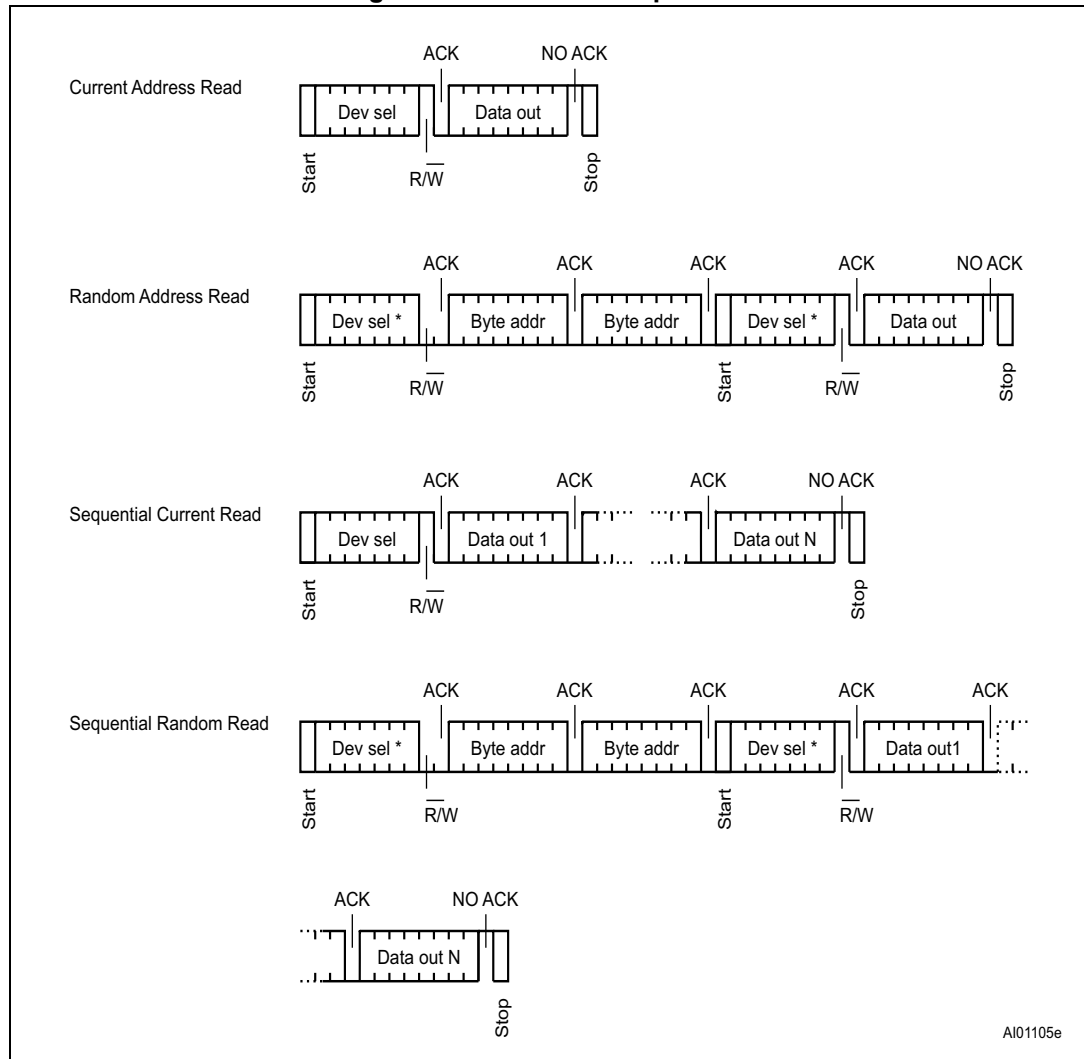 ACK NO ACK
Current Address Read
Dev sel Data out
Start R/W̅ Stop
ACK ACK ACK ACK NO ACK
Random Address Read
Dev sel * Byte addr Byte addr Dev sel * Data out
Start R/W̅ Start R/W̅ Stop
ACK ACK ACK NO ACK
Sequential Current Read
Dev sel Data out 1 Data out N
Start R/W̅ Stop
ACK ACK ACK ACK ACK
Sequential Random Read
Dev sel * Byte addr Byte addr Dev sel * Data out1
Start R̅/W Start R̅/W
ACK NO ACK
Data out N
Stop
AI01105e